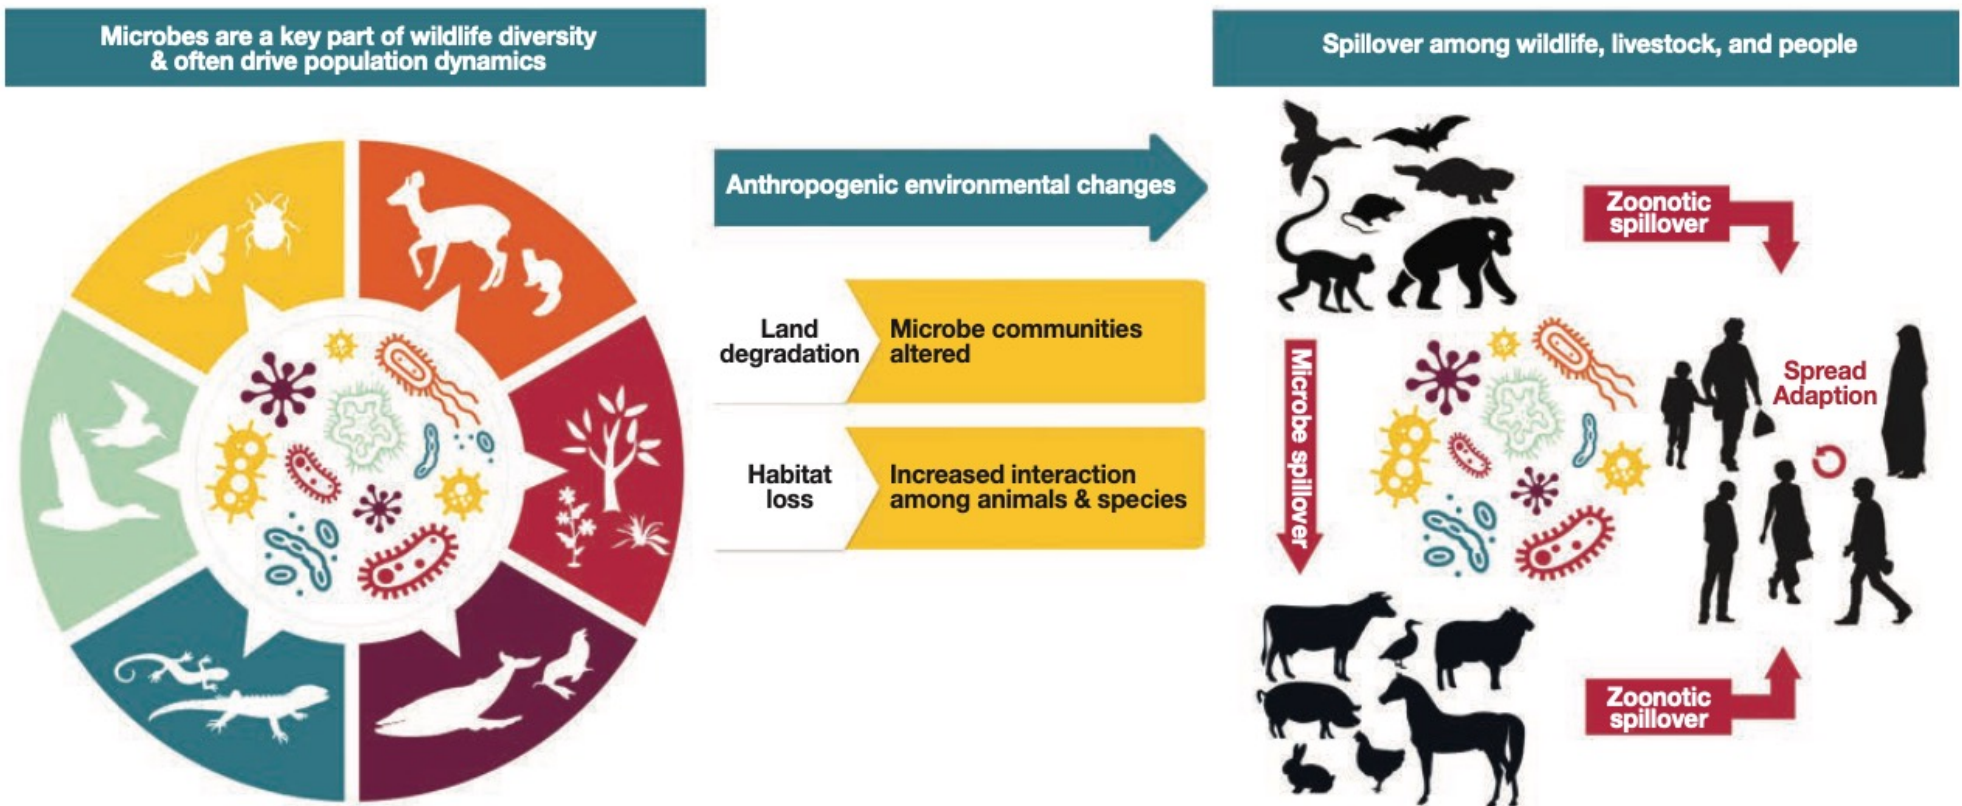 Microbes are a key part of wildlife diversity
& often drive population dynamics
Anthropogenic environmental changes
Land
degradation
Microbe communities
altered
Habitat
loss
Increased interaction
among animals & species
Spillover among wildlife, livestock, and people
Zoonotic
spillover
Microbe spillover
Spread
Adaption
Zoonotic
spillover